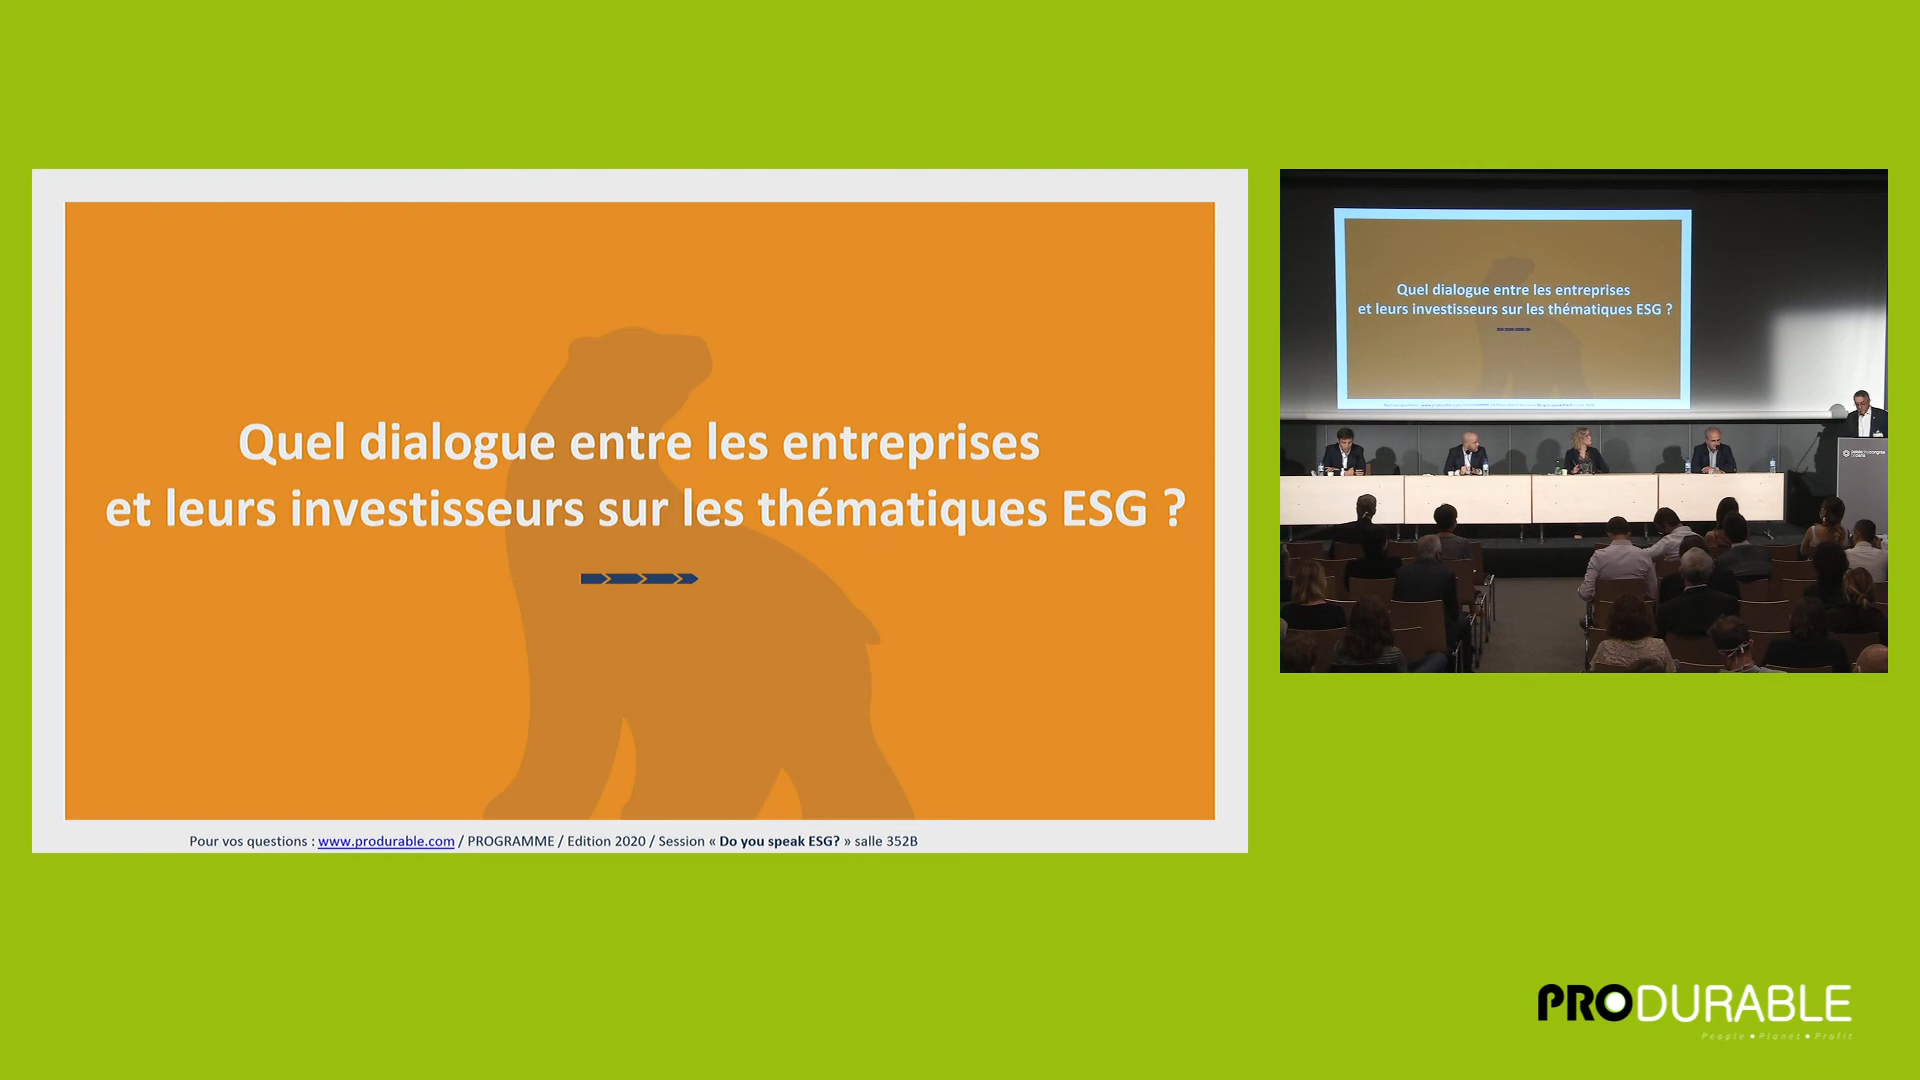 Quel dialogue entre les entreprises
et leurs investisseurs sur les thématiques ESG ?
Pour vos questions : www.produrable.com / PROGRAMME / Edition 2020 / Session « Do you speak ESG? » salle 352B
Quel dialogue entre les entreprises
et leurs investisseurs sur les thématiques ESG ?
PRODURABLE
People • Planet • Profit